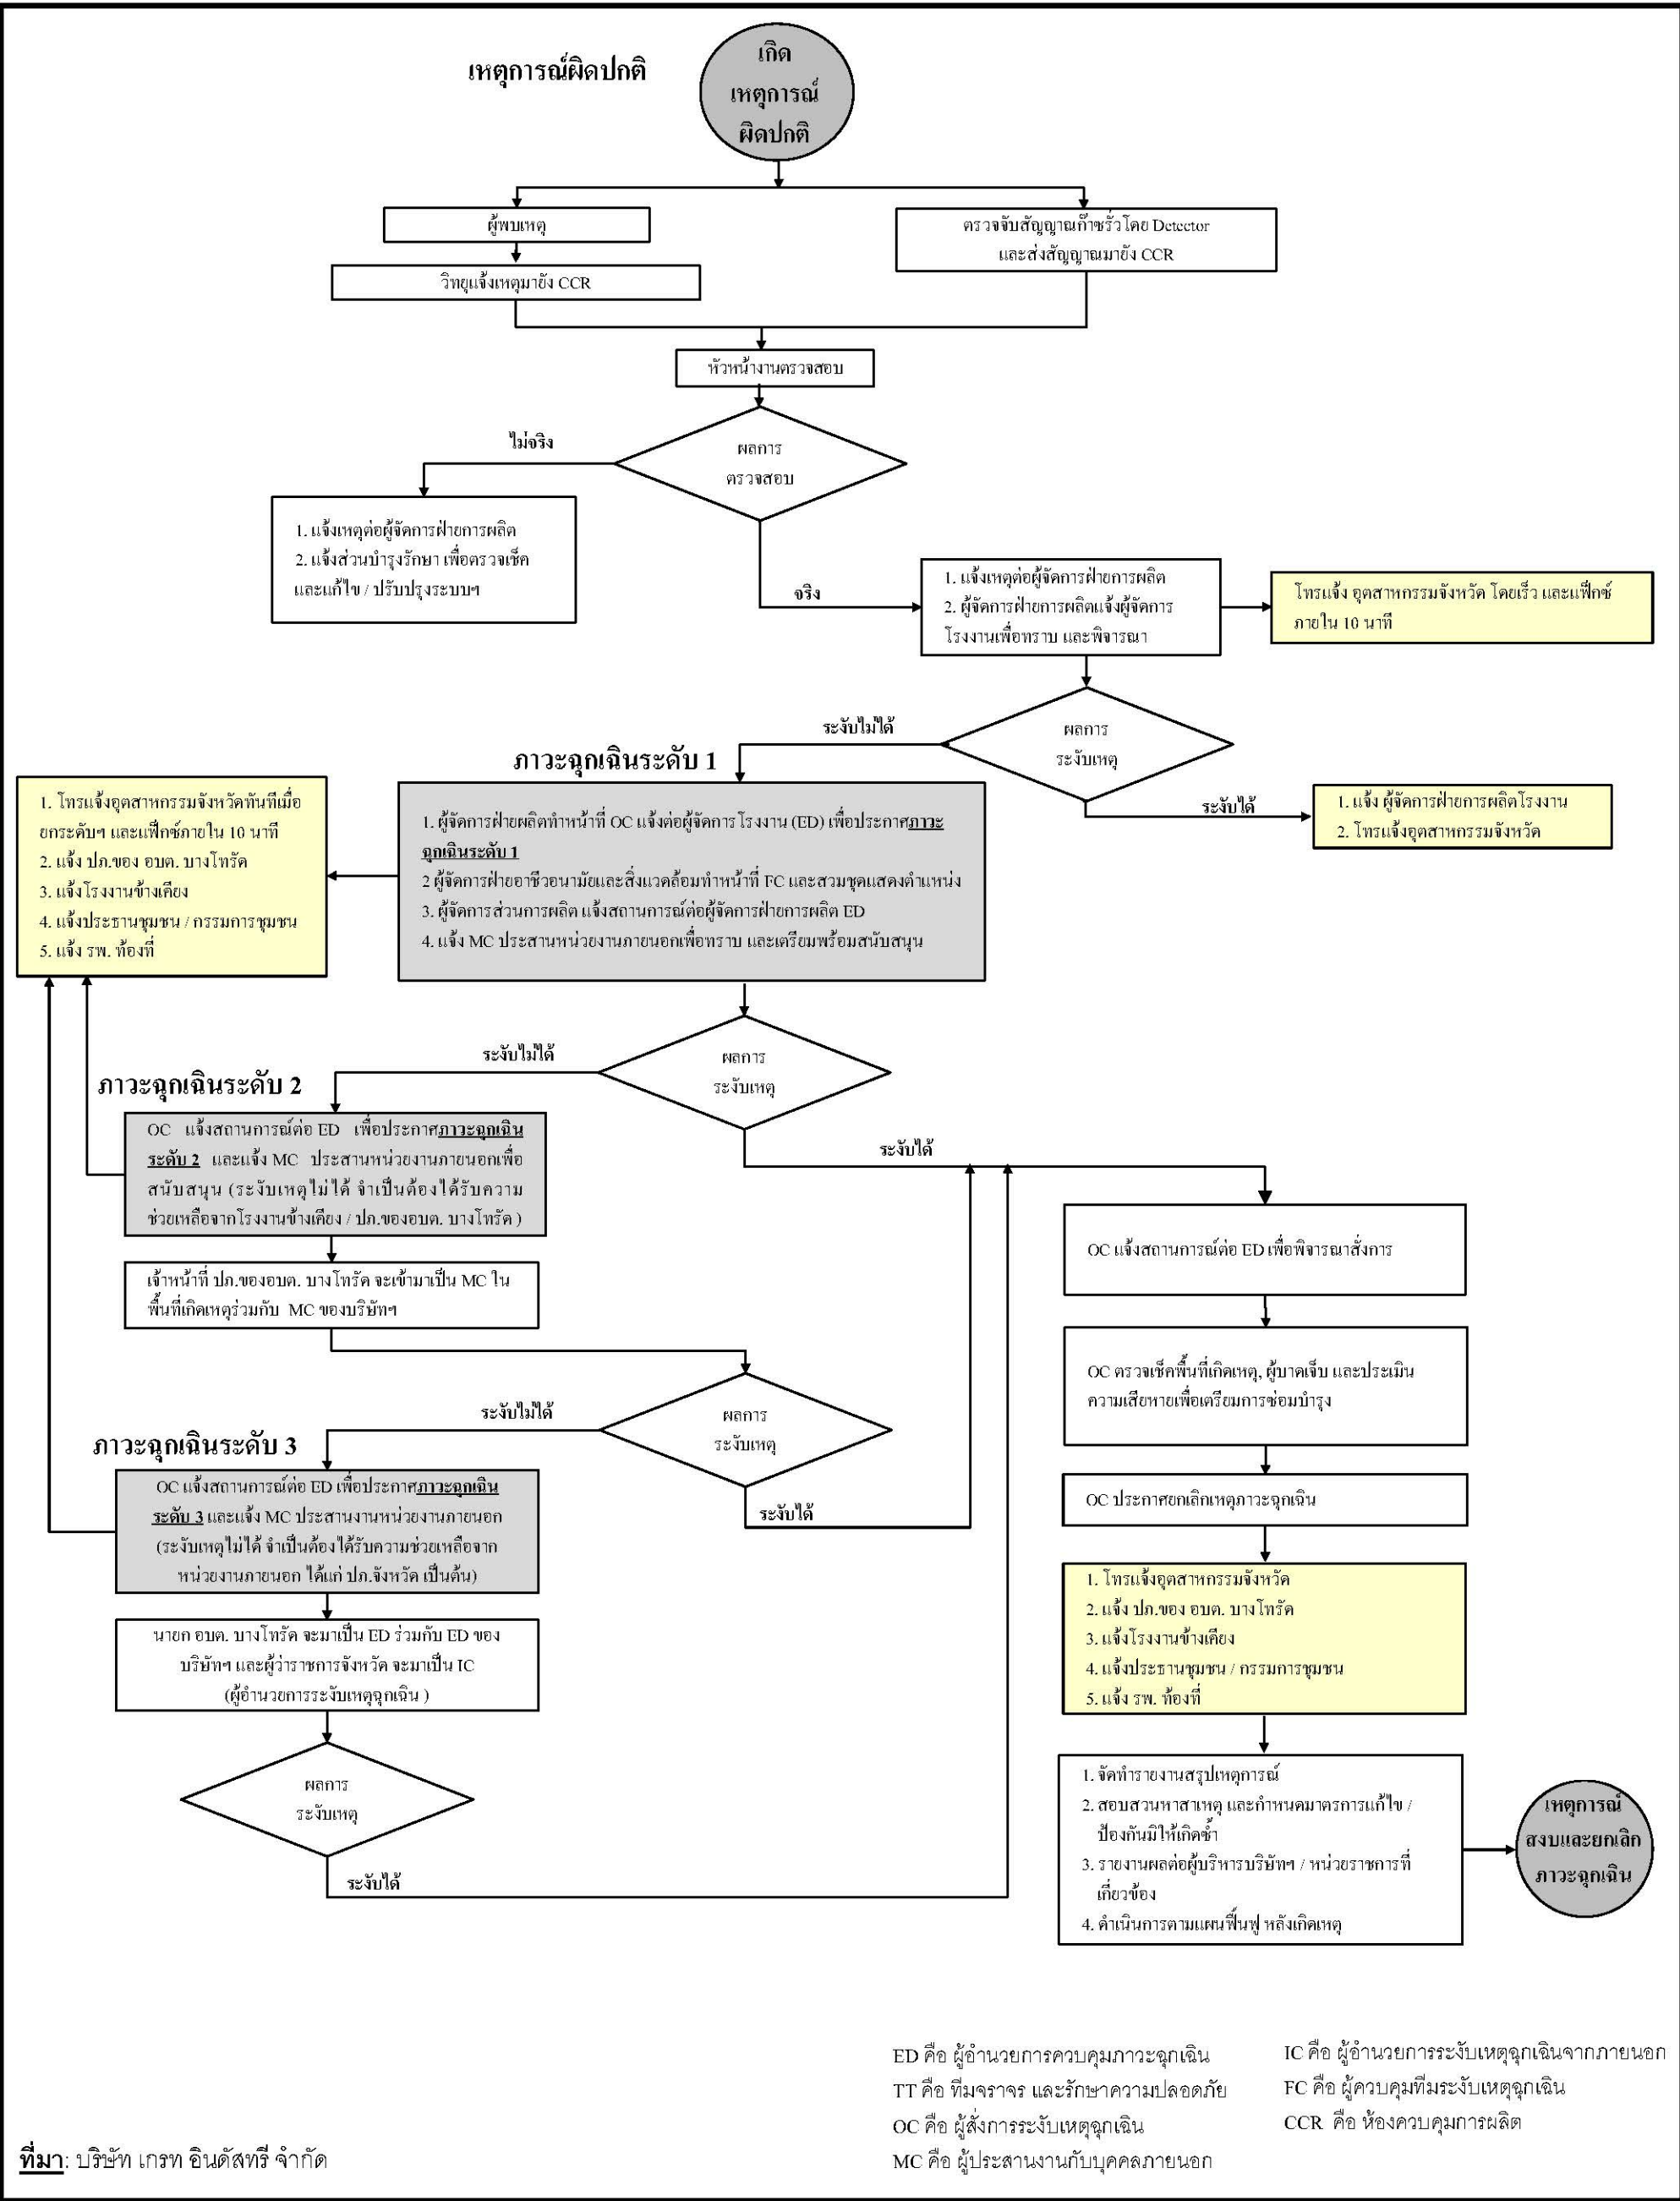 เหตุการณ์ผิดปกติ
เกิด
เหตุการณ์
ผิดปกติ
ผู้พบเหตุ
วิทยุแจ้งเหตุมายัง CCR
ตรวจจับสัญญาณก๊าซรั่วโดย Detector
และส่งสัญญาณมายัง CCR
หัวหน้างานตรวจสอบ
ผลการ
ตรวจสอบ
ไม่จริง
1. แจ้งเหตุต่อผู้จัดการฝ่ายการผลิต
2. แจ้งส่วนบำรุงรักษา เพื่อตรวจเช็ค
และแก้ไข / ปรับปรุงระบบฯ
จริง
1. แจ้งเหตุต่อผู้จัดการฝ่ายการผลิต
2. ผู้จัดการฝ่ายการผลิตแจ้งผู้จัดการ
โรงงานเพื่อทราบ และพิจารณา
โทรแจ้ง อุตสาหกรรมจังหวัด โดยเร็ว และแฟ็กซ์
ภายใน 10 นาที
ผลการ
ระงับเหตุ
ระงับไม่ได้
ระงับได้
1. แจ้ง ผู้จัดการฝ่ายการผลิตโรงงาน
2. โทรแจ้งอุตสาหกรรมจังหวัด
ภาวะฉุกเฉินระดับ 1
1. ผู้จัดการฝ่ายผลิตทำหน้าที่ OC แจ้งต่อผู้จัดการโรงงาน (ED) เพื่อประกาศภาวะ
ฉุกเฉินระดับ 1
2 ผู้จัดการฝ่ายอาชีวอนามัยและสิ่งแวดล้อมทำหน้าที่ FC และสวมชุดแสดงตำแหน่ง
3. ผู้จัดการส่วนการผลิต แจ้งสถานการณ์ต่อผู้จัดการฝ่ายการผลิต ED
4. แจ้ง MC ประสานหน่วยงานภายนอกเพื่อทราบ และเตรียมพร้อมสนับสนุน
1. โทรแจ้งอุตสาหกรรมจังหวัดทันทีเมื่อ
ยกระดับฯ และแฟ็กซ์ภายใน 10 นาที
2. แจ้ง ปภ.ของ อบต. บางโทรัด
3. แจ้งโรงงานข้างเคียง
4. แจ้งประธานชุมชน / กรรมการชุมชน
5. แจ้ง รพ. ท้องที่
ผลการ
ระงับเหตุ
ระงับไม่ได้
ระงับได้
ภาวะฉุกเฉินระดับ 2
OC แจ้งสถานการณ์ต่อ ED เพื่อประกาศภาวะฉุกเฉิน
ระดับ 2 และแจ้ง MC ประสานหน่วยงานภายนอกเพื่อ
สนับสนุน (ระงับเหตุไม่ได้ จำเป็นต้องได้รับความ
ช่วยเหลือจากโรงงานข้างเคียง / ปภ.ของอบต. บางโทรัด )
เจ้าหน้าที่ ปภ.ของอบต. บางโทรัด จะเข้ามาเป็น MC ใน
พื้นที่เกิดเหตุร่วมกับ MC ของบริษัทฯ
ผลการ
ระงับเหตุ
ระงับไม่ได้
ระงับได้
ภาวะฉุกเฉินระดับ 3
OC แจ้งสถานการณ์ต่อ ED เพื่อประกาศภาวะฉุกเฉิน
ระดับ 3 และแจ้ง MC ประสานงานหน่วยงานภายนอก
(ระงับเหตุไม่ได้ จำเป็นต้องได้รับความช่วยเหลือจาก
หน่วยงานภายนอก ได้แก่ ปภ.จังหวัด เป็นต้น)
นายก อบต. บางโทรัด จะมาเป็น ED ร่วมกับ ED ของ
บริษัทฯ และผู้ว่าราชการจังหวัด จะมาเป็น IC
(ผู้อำนวยการระงับเหตุฉุกเฉิน )
ผลการ
ระงับเหตุ
ระงับได้
OC แจ้งสถานการณ์ต่อ ED เพื่อพิจารณาสั่งการ
OC ตรวจเช็คพื้นที่เกิดเหตุ, ผู้บาดเจ็บ และประเมิน
ความเสียหายเพื่อเตรียมการซ่อมบำรุง
OC ประกาศยกเลิกเหตุภาวะฉุกเฉิน
1. โทรแจ้งอุตสาหกรรมจังหวัด
2. แจ้ง ปภ.ของ อบต. บางโทรัด
3. แจ้งโรงงานข้างเคียง
4. แจ้งประธานชุมชน / กรรมการชุมชน
5. แจ้ง รพ. ท้องที่
1. จัดทำรายงานสรุปเหตุการณ์
2. สอบสวนหาสาเหตุ และกำหนดมาตรการแก้ไข /
ป้องกันมิให้เกิดซ้ำ
3. รายงานผลต่อผู้บริหารบริษัทฯ / หน่วยราชการที่
เกี่ยวข้อง
4. ดำเนินการตามแผนฟื้นฟู หลังเกิดเหตุ
เหตุการณ์
สงบและยกเลิก
ภาวะฉุกเฉิน
ED คือ ผู้อำนวยการควบคุมภาวะฉุกเฉิน
TT คือ ทีมจราจร และรักษาความปลอดภัย
OC คือ ผู้สั่งการระงับเหตุฉุกเฉิน
MC คือ ผู้ประสานงานกับบุคคลภายนอก
IC คือ ผู้อำนวยการระงับเหตุฉุกเฉินจากภายนอก
FC คือ ผู้ควบคุมทีมระงับเหตุฉุกเฉิน
CCR คือ ห้องควบคุมการผลิต
ที่มา: บริษัท เกรท อินดัสทรี จำกัด